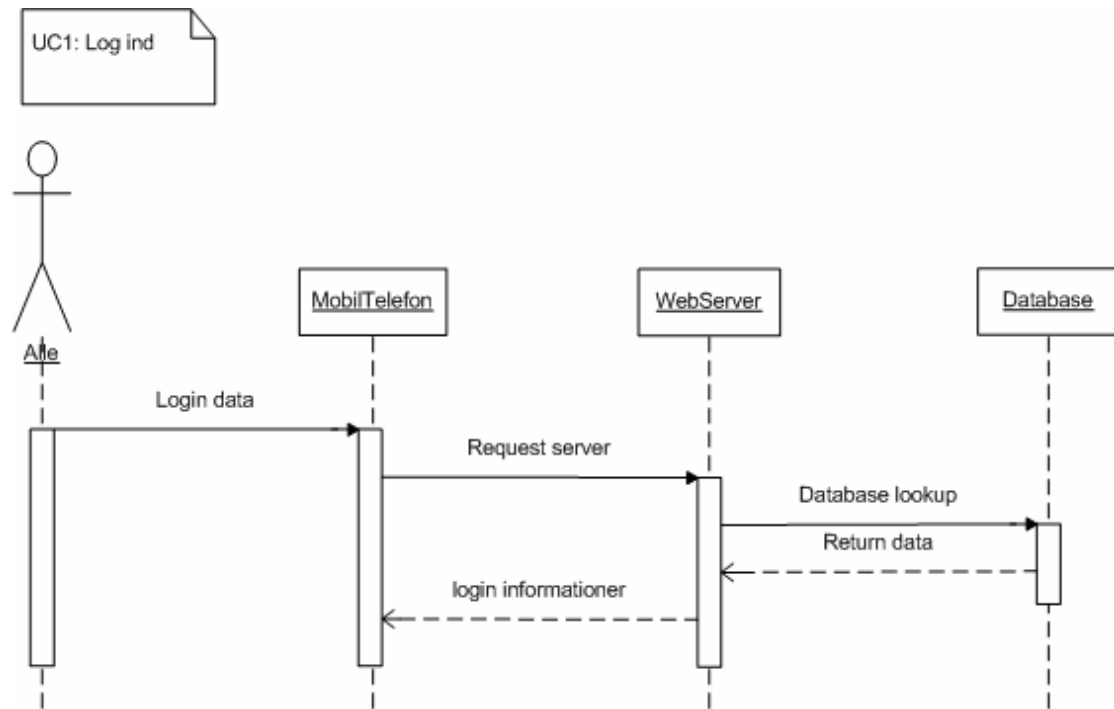 UC1: Log ind
MobilTelefon
WebServer
Database
Alle
Login data
Request server
Database lookup
Return data
login informationer